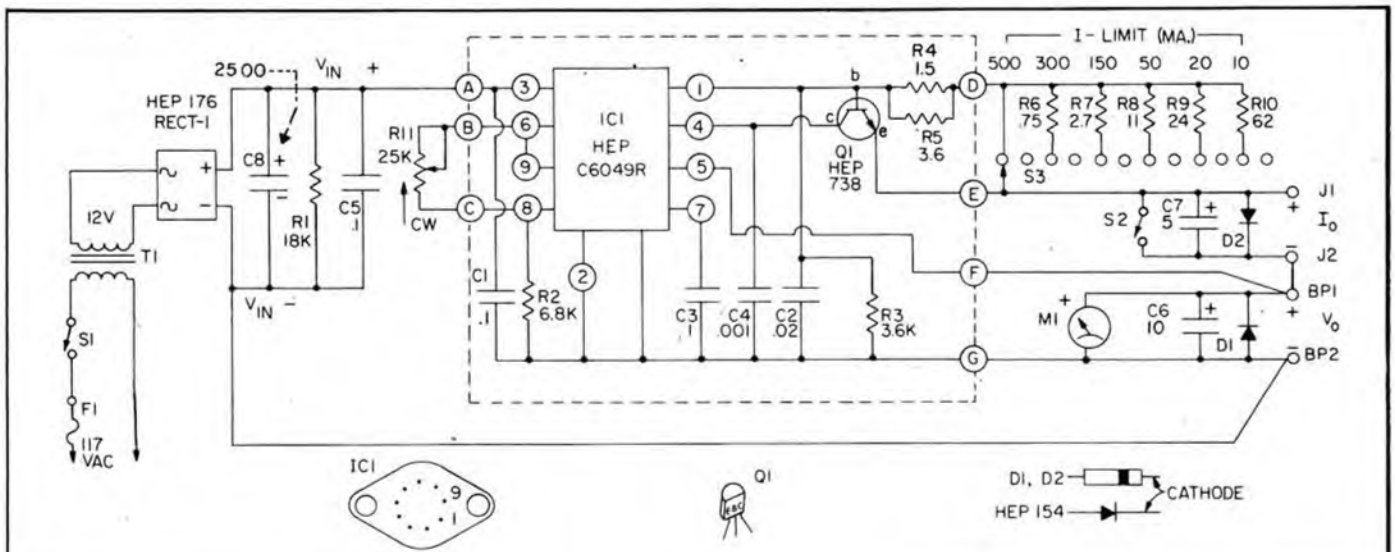 2500
V_IN +
HEP 176
RECT-1
12V
T1
S1
F1
117
VAC
C8
+
−
R1
18K
C5
.1
V_IN −
R11
25K
CW
A
B
C
3
6
9
8
2
IC1
HEP
C6049R
1
4
5
7
C1
.1
R2
6.8K
C3
.1
C4
.001
C2
.02
R3
3.6K
b
c
e
Q1
HEP
738
R4
1.5
R5
3.6
D
E
F
G
I-LIMIT (MA.)
500 300 150 50 20 10
R6
.75
R7
2.7
R8
11
R9
24
R10
62
S3
S2
C7
5
+
D2
J1
+
I_O
−
J2
BP1
+
V_O
−
BP2
M1
+
C6
10
+
D1
IC1
9
1
Q1
EBC
D1, D2
HEP 154
CATHODE